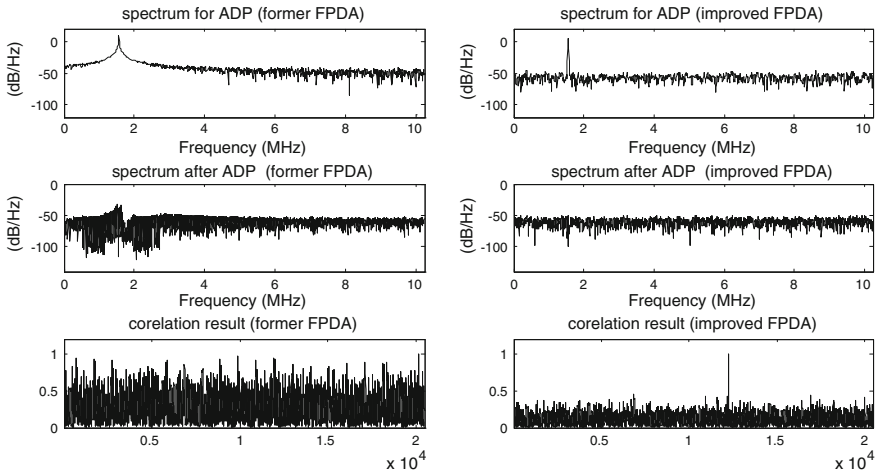 spectrum for ADP (former FPDA)
(dB/Hz)
0
-50
-100
0 2 4 6 8 10
Frequency (MHz)
spectrum for ADP (improved FPDA)
(dB/Hz)
0
-50
-100
0 2 4 6 8 10
Frequency (MHz)
spectrum after ADP (former FPDA)
(dB/Hz)
0
-50
-100
0 2 4 6 8 10
Frequency (MHz)
spectrum after ADP (improved FPDA)
(dB/Hz)
0
-50
-100
0 2 4 6 8 10
Frequency (MHz)
corelation result (former FPDA)
1
0.5
0
0.5 1 1.5 2
x 10^4
corelation result (improved FPDA)
1
0.5
0
0.5 1 1.5 2
x 10^4